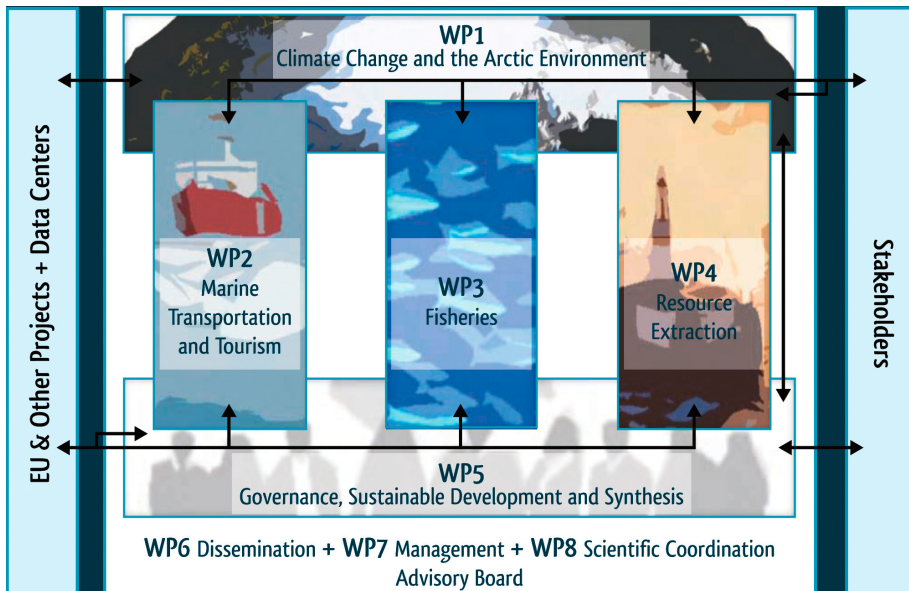 EU & Other Projects + Data Centers
WP1
Climate Change and the Arctic Environment
WP2
Marine
Transportation
and Tourism
WP3
Fisheries
WP4
Resource
Extraction
WP5
Governance, Sustainable Development and Synthesis
WP6 Dissemination + WP7 Management + WP8 Scientific Coordination
Advisory Board
Stakeholders